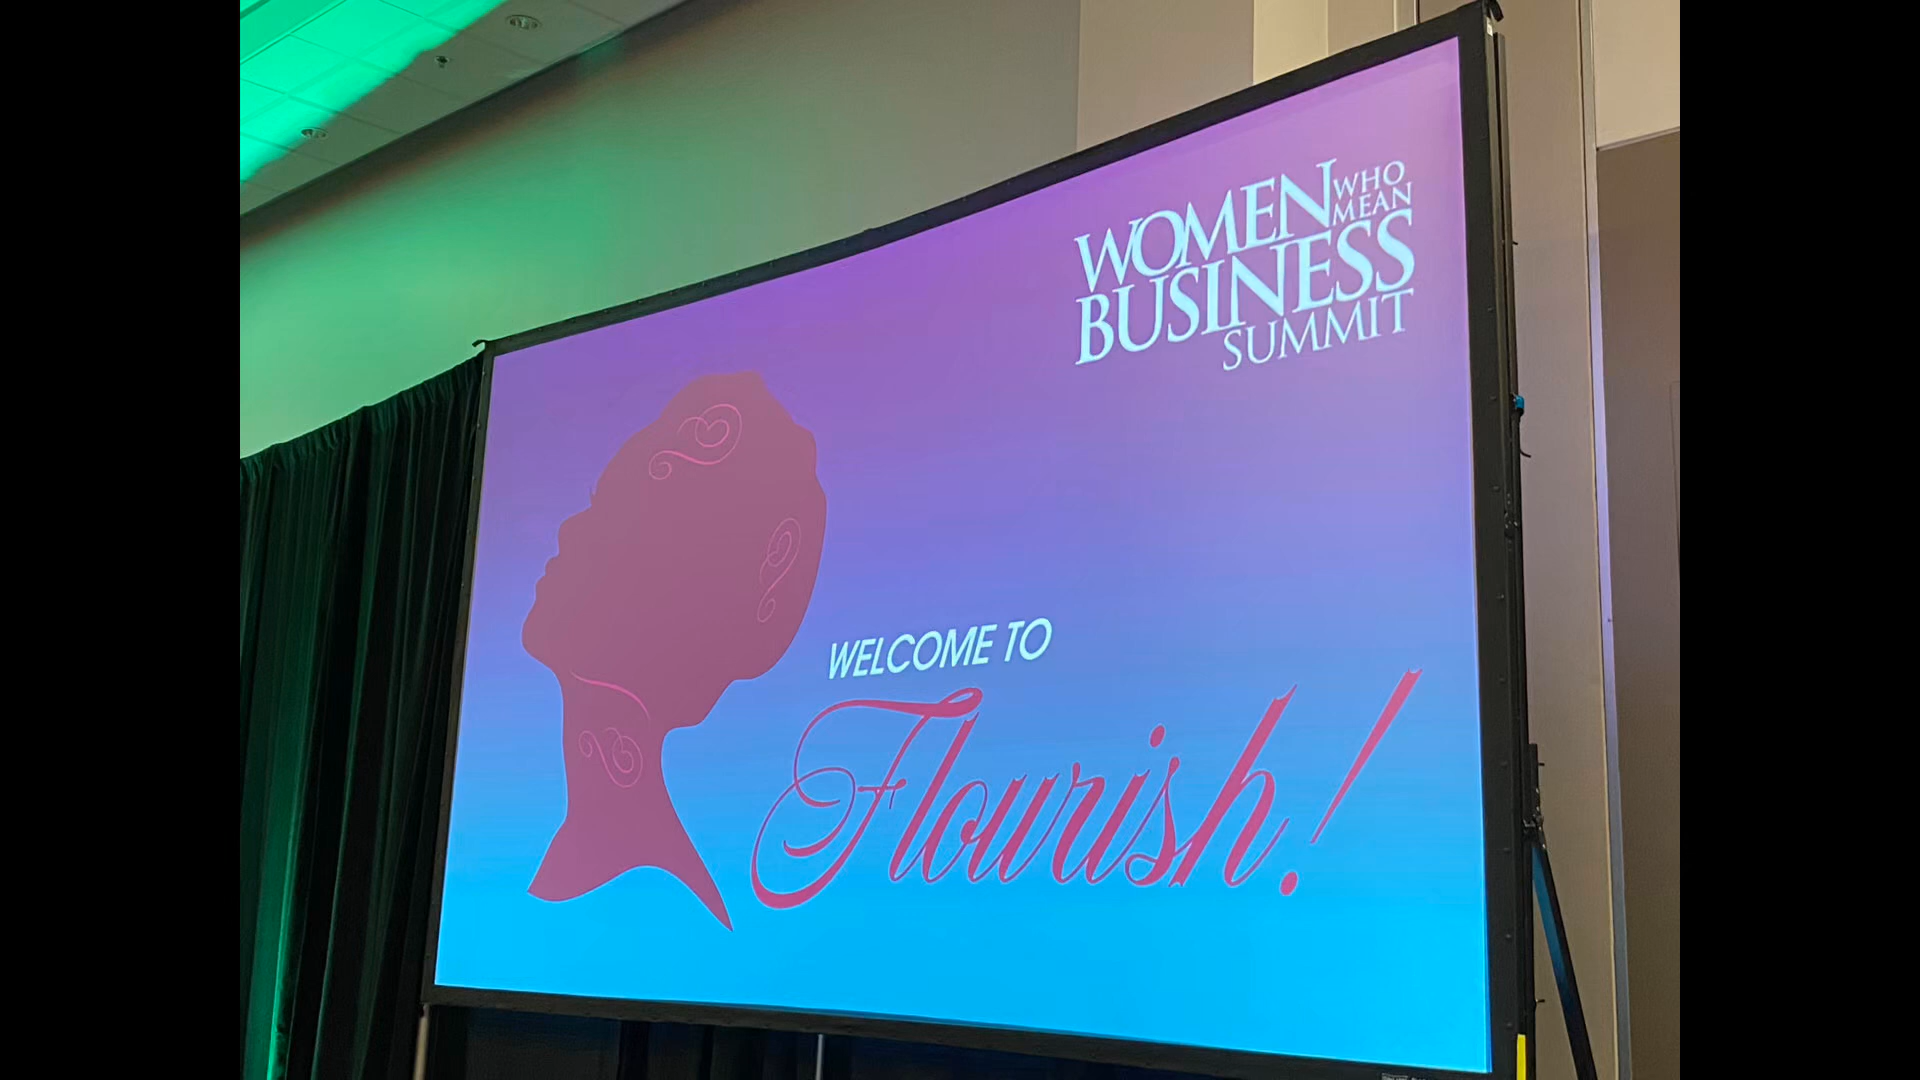 WOMEN WHO MEAN
BUSINESS
SUMMIT
WELCOME TO
Flourish!